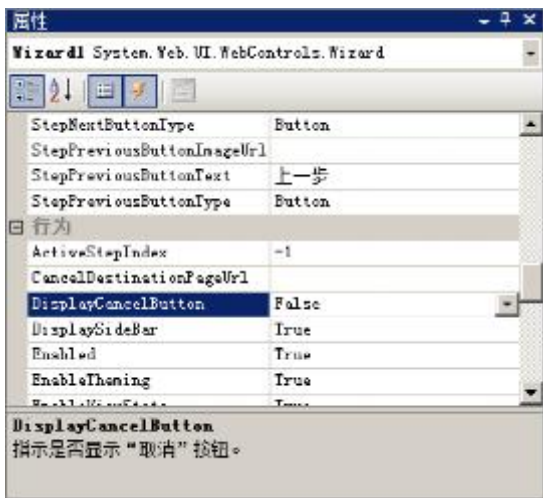 属性
Wizard1 System.Web.UI.WebControls.Wizard
StepNextButtonType Button
StepPreviousButtonImageUrl
StepPreviousButtonText 上一步
StepPreviousButtonType Button
行为
ActiveStepIndex -1
CancelDestinationPageUrl
DisplayCancelButton False
DisplaySideBar True
Enabled True
EnableTheming True
EnableViewState True
DisplayCancelButton
指示是否显示“取消”按钮。